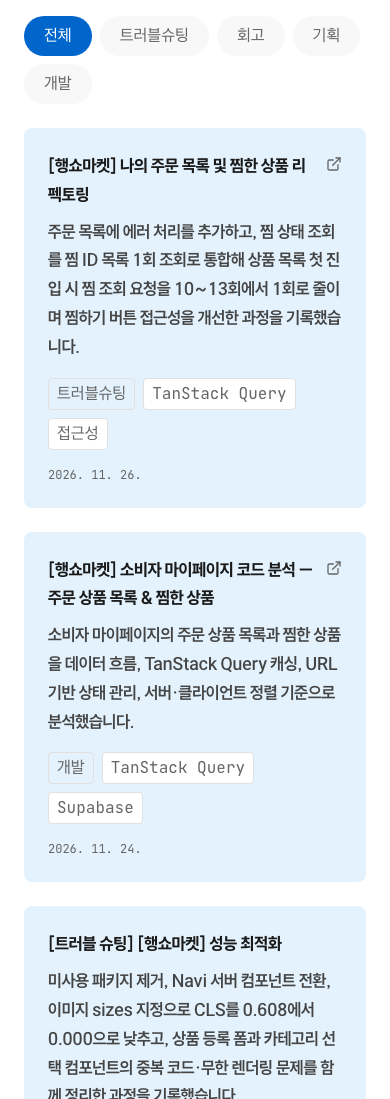 전체 트러블슈팅 회고 기획
개발
[행쇼마켓] 나의 주문 목록 및 찜한 상품 리
펙토링
주문 목록에 에러 처리를 추가하고, 찜 상태 조회
를 찜 ID 목록 1회 조회로 통합해 상품 목록 첫 진
입 시 찜 조회 요청을 10~13회에서 1회로 줄이
며 찜하기 버튼 접근성을 개선한 과정을 기록했습
니다.
트러블슈팅 TanStack Query
접근성
2026. 11. 26.
[행쇼마켓] 소비자 마이페이지 코드 분석 —
주문 상품 목록 & 찜한 상품
소비자 마이페이지의 주문 상품 목록과 찜한 상품
을 데이터 흐름, TanStack Query 캐싱, URL
기반 상태 관리, 서버·클라이언트 정렬 기준으로
분석했습니다.
개발 TanStack Query
Supabase
2026. 11. 24.
[트러블 슈팅] [행쇼마켓] 성능 최적화
미사용 패키지 제거, Navi 서버 컴포넌트 전환,
이미지 sizes 지정으로 CLS를 0.608에서
0.000으로 낮추고, 상품 등록 폼과 카테고리 선
택 컴포넌트의 중복 코드·무한 렌더링 문제를 함
께 정리한 과정을 기록했습니다